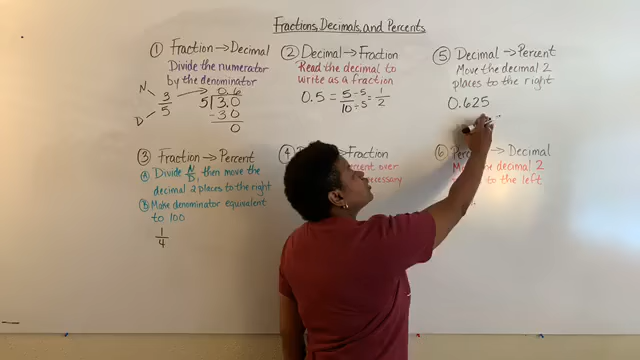 Fractions, Decimals, and Percents
① Fraction → Decimal
Divide the numerator
by the denominator
N
D
3/5
0.6
5 3.0
-30
0
② Decimal → Fraction
Read the decimal to
write as a fraction
0.5 = 5/10 ÷5/÷5 = 1/2
⑤ Decimal → Percent
Move the decimal 2
places to the right
0.625
③ Fraction → Percent
ⓐ Divide N/D, then move the
decimal 2 places to the right
ⓑ Make denominator equivalent
to 100
1/4
④ Fraction
percent over
necessary
⑥ → Decimal
decimal 2
to the left